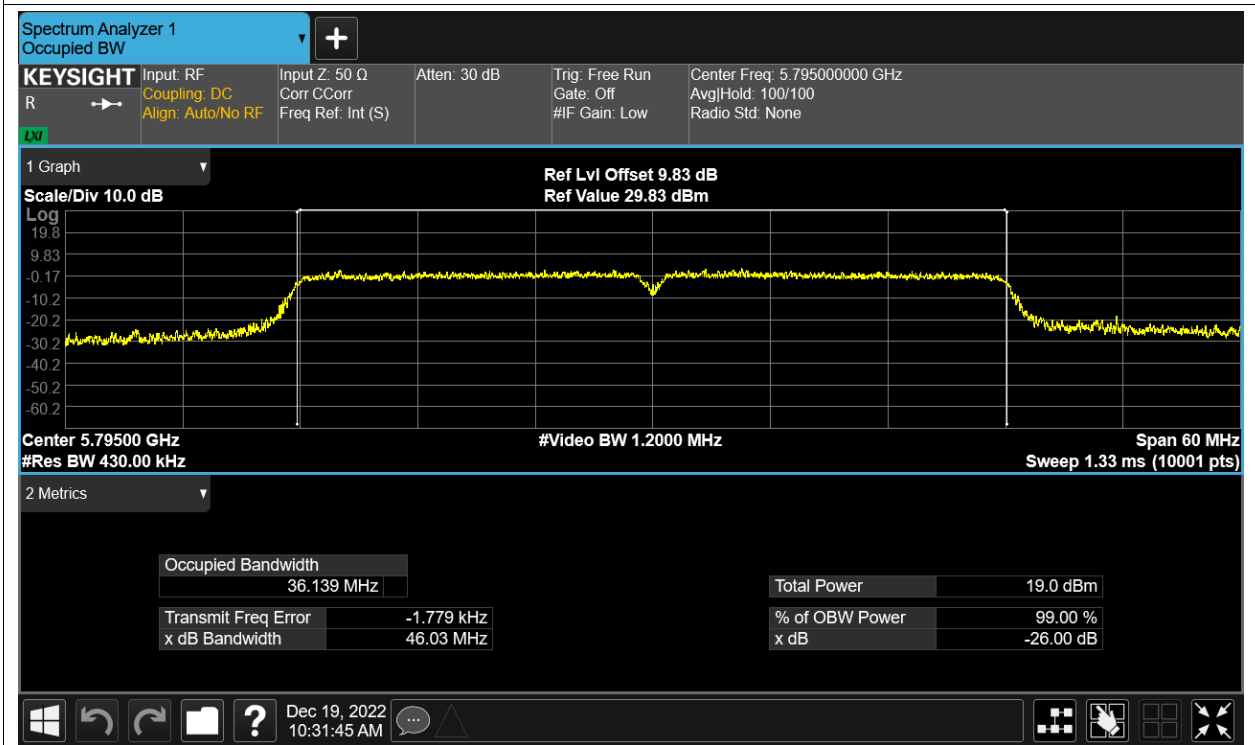 Spectrum Analyzer 1
Occupied BW
KEYSIGHT
R
LXI
Input: RF
Coupling: DC
Align: Auto/No RF
Input Z: 50 Ω
Corr CCorr
Freq Ref: Int (S)
Atten: 30 dB
Trig: Free Run
Gate: Off
#IF Gain: Low
Center Freq: 5.795000000 GHz
Avg|Hold: 100/100
Radio Std: None
1 Graph
Scale/Div 10.0 dB
Ref Lvl Offset 9.83 dB
Ref Value 29.83 dBm
Log
19.8
9.83
-0.17
-10.2
-20.2
-30.2
-40.2
-50.2
-60.2
Center 5.79500 GHz
#Video BW 1.2000 MHz
Span 60 MHz
#Res BW 430.00 kHz
Sweep 1.33 ms (10001 pts)
2 Metrics
Occupied Bandwidth
36.139 MHz
Total Power 19.0 dBm
Transmit Freq Error -1.779 kHz
% of OBW Power 99.00 %
x dB Bandwidth 46.03 MHz
x dB -26.00 dB
?
Dec 19, 2022
10:31:45 AM